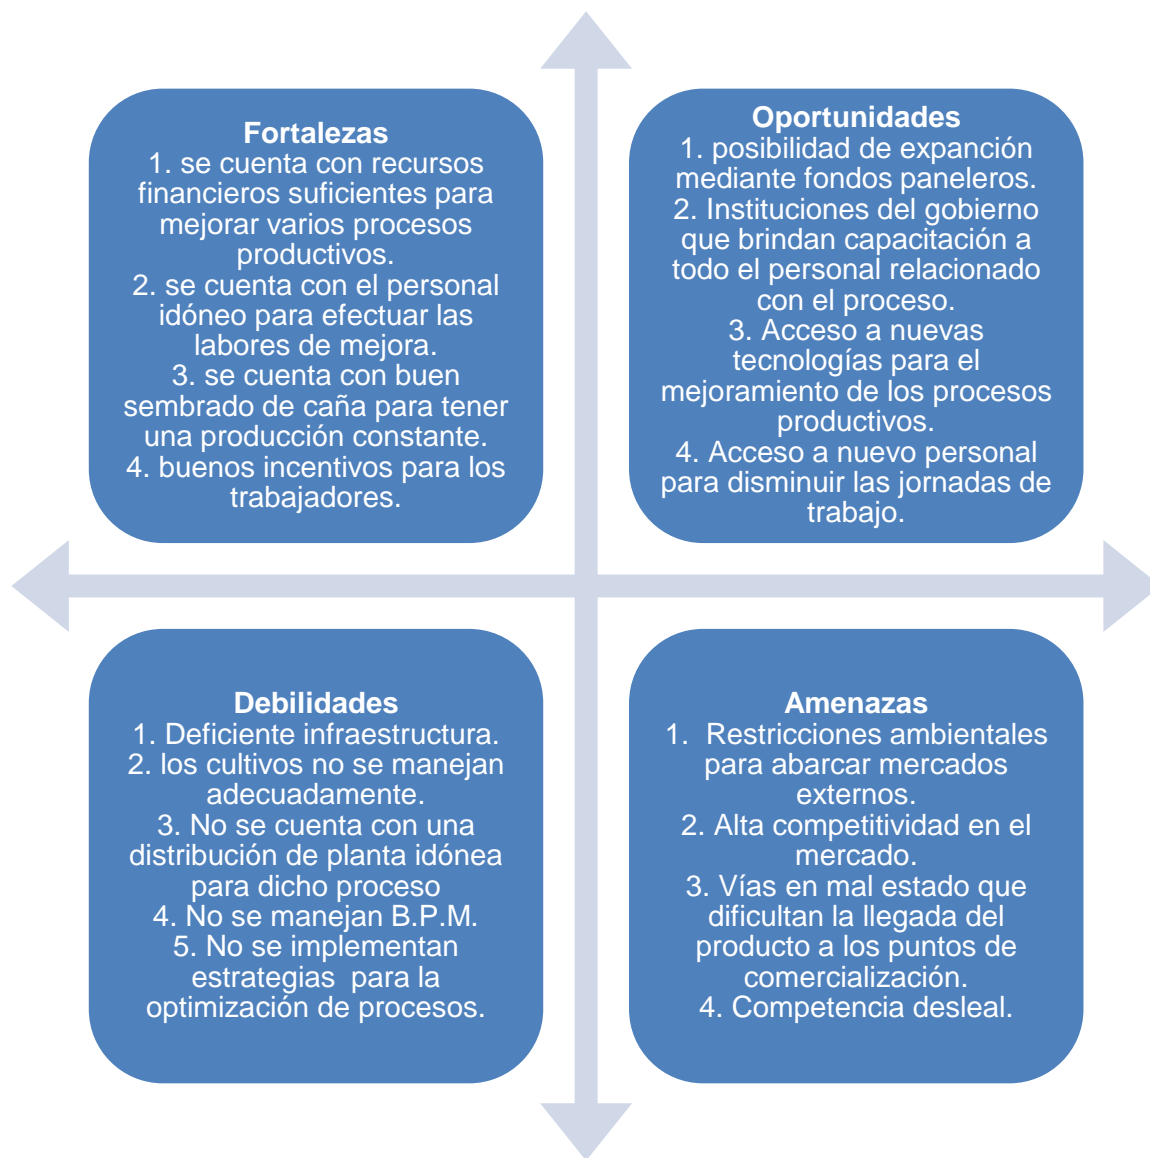 Fortalezas
1. se cuenta con recursos
financieros suficientes para
mejorar varios procesos
productivos.
2. se cuenta con el personal
idóneo para efectuar las
labores de mejora.
3. se cuenta con buen
sembrado de caña para tener
una producción constante.
4. buenos incentivos para los
trabajadores.
Oportunidades
1. posibilidad de expanción
mediante fondos paneleros.
2. Instituciones del gobierno
que brindan capacitación a
todo el personal relacionado
con el proceso.
3. Acceso a nuevas
tecnologías para el
mejoramiento de los procesos
productivos.
4. Acceso a nuevo personal
para disminuir las jornadas de
trabajo.
Debilidades
1. Deficiente infraestructura.
2. los cultivos no se manejan
adecuadamente.
3. No se cuenta con una
distribución de planta idónea
para dicho proceso
4. No se manejan B.P.M.
5. No se implementan
estrategias  para la
optimización de procesos.
Amenazas
1.  Restricciones ambientales
para abarcar mercados
externos.
2. Alta competitividad en el
mercado.
3. Vías en mal estado que
dificultan la llegada del
producto a los puntos de
comercialización.
4. Competencia desleal.